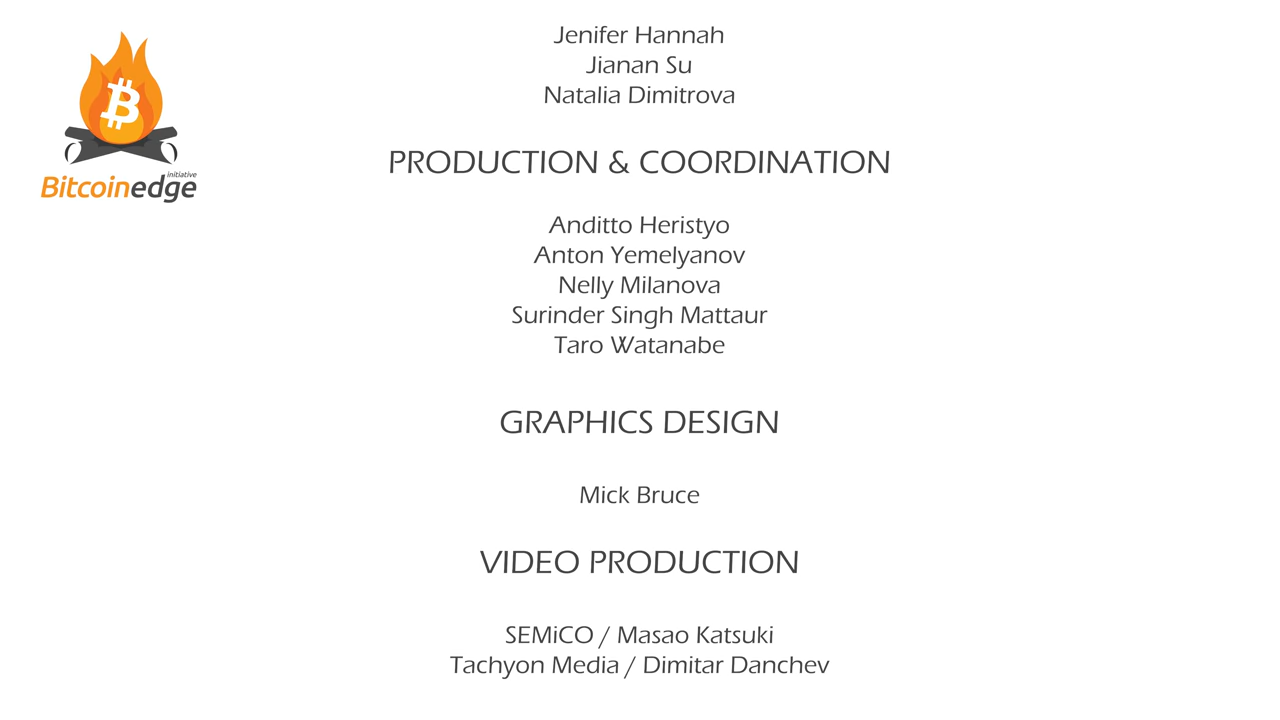 initiative
Bitcoinedge
Jenifer Hannah
Jianan Su
Natalia Dimitrova
PRODUCTION & COORDINATION
Anditto Heristyo
Anton Yemelyanov
Nelly Milanova
Surinder Singh Mattaur
Taro Watanabe
GRAPHICS DESIGN
Mick Bruce
VIDEO PRODUCTION
SEMiCO / Masao Katsuki
Tachyon Media / Dimitar Danchev